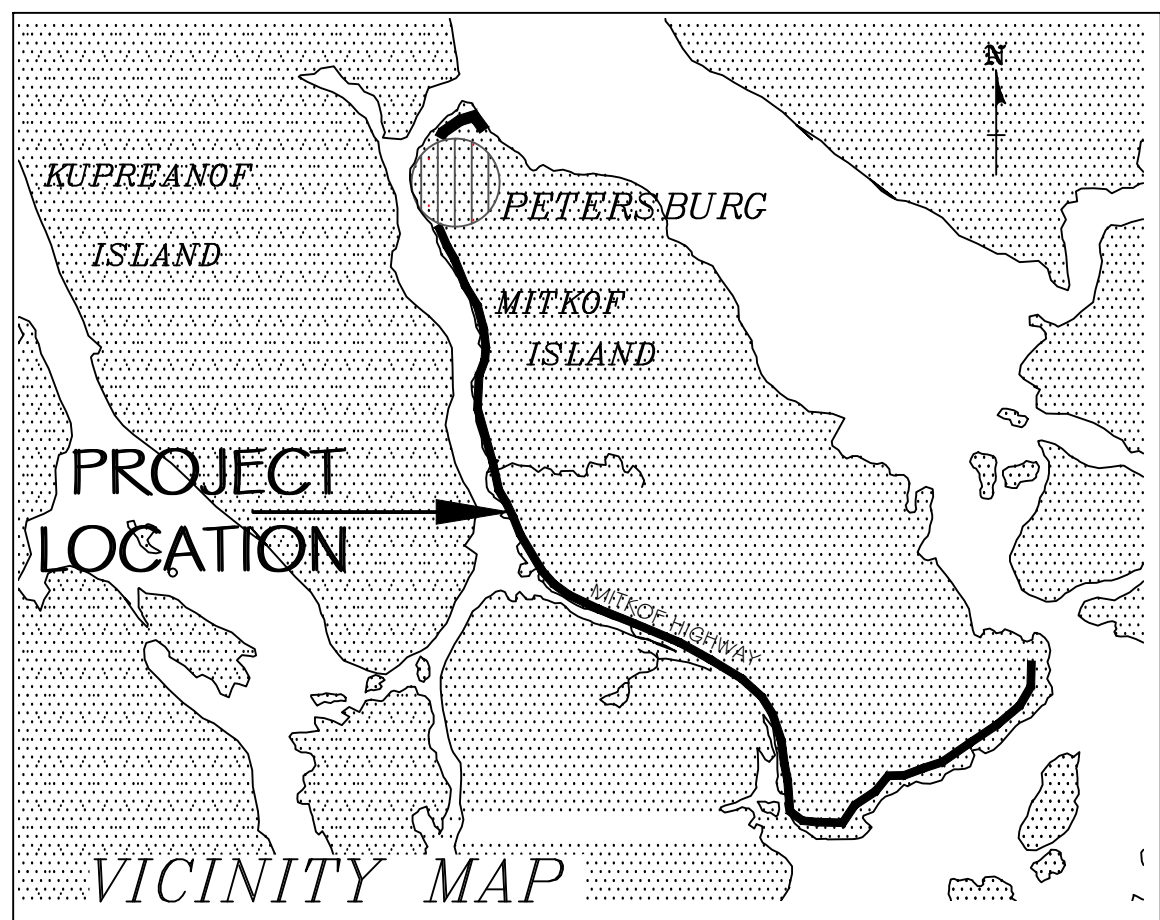 N
KUPREANOF
ISLAND
PETERSBURG
MITKOF
ISLAND
PROJECT
LOCATION
MITKOF HIGHWAY
VICINITY MAP